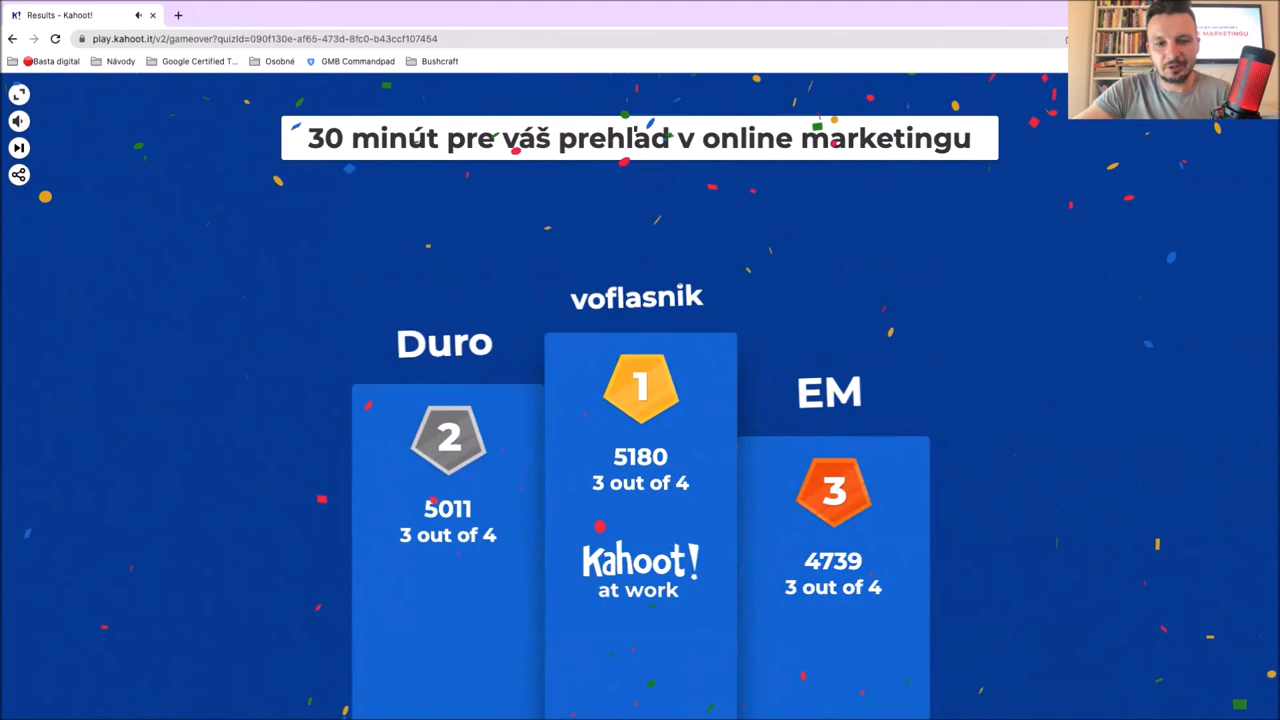 K! Results - Kahoot!
play.kahoot.it/v2/gameover?quizId=090f130e-af65-473d-8fc0-b43ccf107454
Basta digital
Návody
Google Certified T...
Osobné
GMB Commandpad
Bushcraft
MARKETINGU
30 minút pre váš prehľad v online marketingu
voflasnik
Duro
EM
1
5180
3 out of 4
2
5011
3 out of 4
3
4739
3 out of 4
Kahoot!
at work